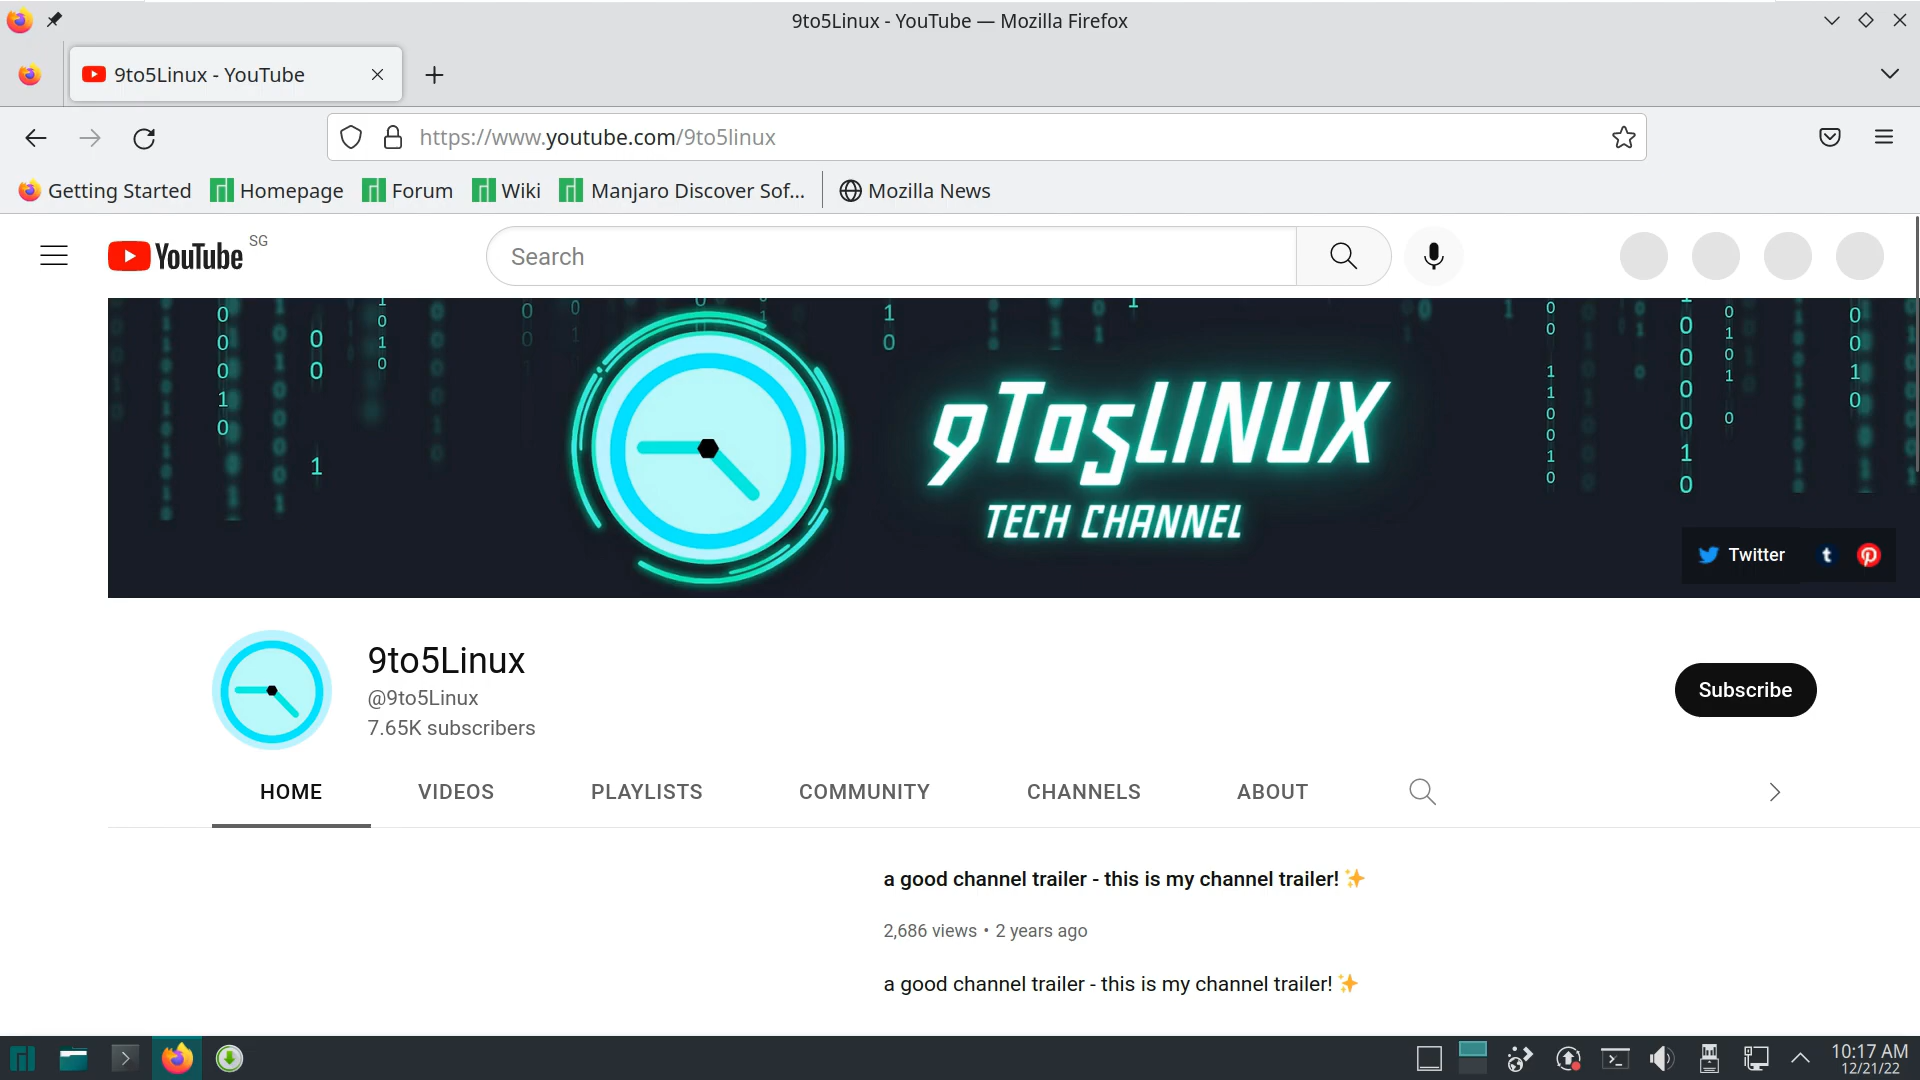 9to5Linux - YouTube — Mozilla Firefox
9to5Linux - YouTube
https://www.youtube.com/9to5linux
Getting Started Homepage Forum Wiki Manjaro Discover Sof... Mozilla News
YouTube SG
Search
9To5LINUX
TECH CHANNEL
Twitter
9to5Linux
@9to5Linux
7.65K subscribers
Subscribe
HOME VIDEOS PLAYLISTS COMMUNITY CHANNELS ABOUT
a good channel trailer - this is my channel trailer! ✨
2,686 views • 2 years ago
a good channel trailer - this is my channel trailer! ✨
10:17 AM
12/21/22